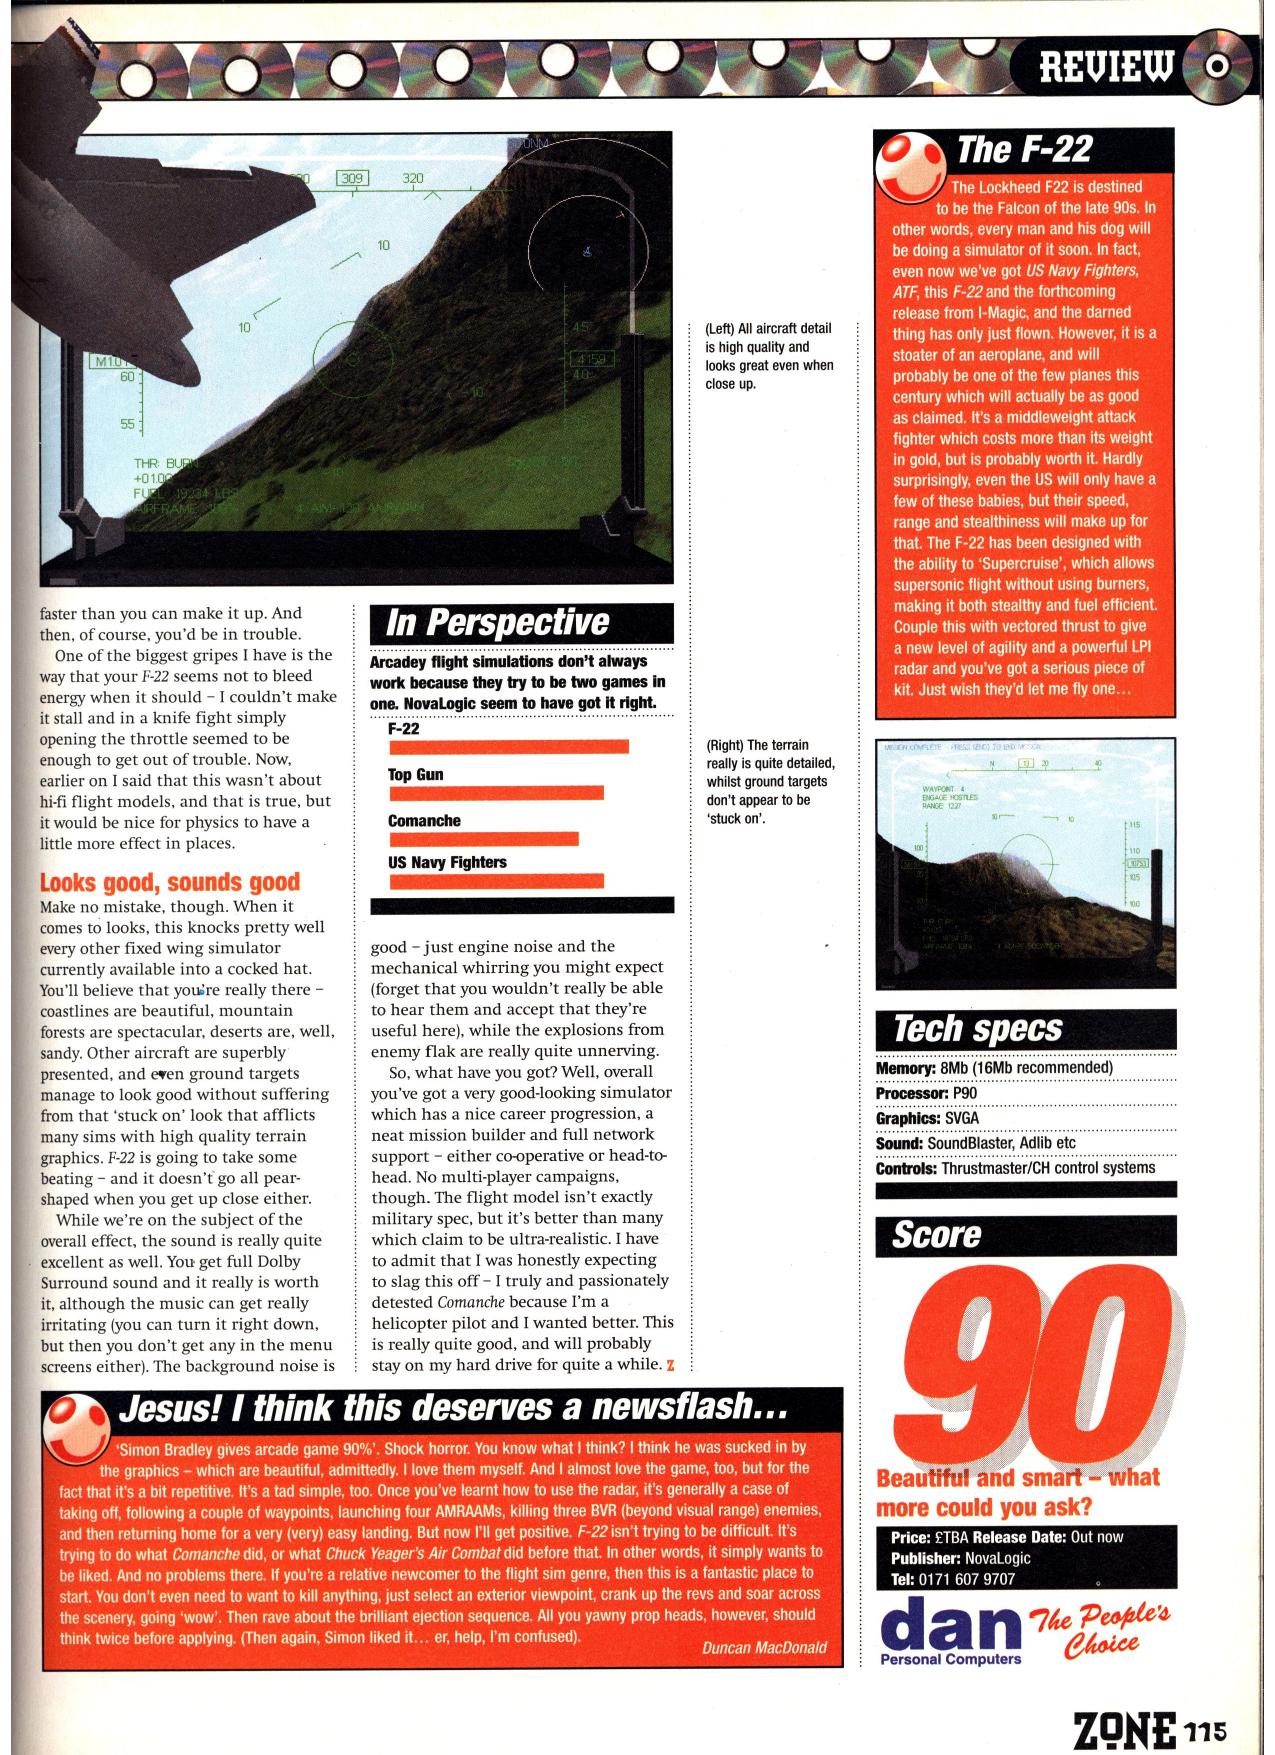 REVIEW
30 309 320
10
10
M1.01
60
55
45
4159
40
-10
THR BURN
+01.00
FUEL 19234 LBS
(Left) All aircraft detail
is high quality and
looks great even when
close up.
faster than you can make it up. And
then, of course, you'd be in trouble.
One of the biggest gripes I have is the
way that your F-22 seems not to bleed
energy when it should – I couldn't make
it stall and in a knife fight simply
opening the throttle seemed to be
enough to get out of trouble. Now,
earlier on I said that this wasn't about
hi-fi flight models, and that is true, but
it would be nice for physics to have a
little more effect in places.
Looks good, sounds good
Make no mistake, though. When it
comes to looks, this knocks pretty well
every other fixed wing simulator
currently available into a cocked hat.
You'll believe that you're really there –
coastlines are beautiful, mountain
forests are spectacular, deserts are, well,
sandy. Other aircraft are superbly
presented, and even ground targets
manage to look good without suffering
from that 'stuck on' look that afflicts
many sims with high quality terrain
graphics. F-22 is going to take some
beating – and it doesn't go all pear-
shaped when you get up close either.
While we're on the subject of the
overall effect, the sound is really quite
excellent as well. You get full Dolby
Surround sound and it really is worth
it, although the music can get really
irritating (you can turn it right down,
but then you don't get any in the menu
screens either). The background noise is
In Perspective
Arcadey flight simulations don't always
work because they try to be two games in
one. NovaLogic seem to have got it right.
F-22
Top Gun
Comanche
US Navy Fighters
good – just engine noise and the
mechanical whirring you might expect
(forget that you wouldn't really be able
to hear them and accept that they're
useful here), while the explosions from
enemy flak are really quite unnerving.
So, what have you got? Well, overall
you've got a very good-looking simulator
which has a nice career progression, a
neat mission builder and full network
support – either co-operative or head-to-
head. No multi-player campaigns,
though. The flight model isn't exactly
military spec, but it's better than many
which claim to be ultra-realistic. I have
to admit that I was honestly expecting
to slag this off – I truly and passionately
detested Comanche because I'm a
helicopter pilot and I wanted better. This
is really quite good, and will probably
stay on my hard drive for quite a while. Z
(Right) The terrain
really is quite detailed,
whilst ground targets
don't appear to be
'stuck on'.
Jesus! I think this deserves a newsflash...
'Simon Bradley gives arcade game 90%'. Shock horror. You know what I think? I think he was sucked in by
the graphics – which are beautiful, admittedly. I love them myself. And I almost love the game, too, but for the
fact that it's a bit repetitive. It's a tad simple, too. Once you've learnt how to use the radar, it's generally a case of
taking off, following a couple of waypoints, launching four AMRAAMs, killing three BVR (beyond visual range) enemies,
and then returning home for a very (very) easy landing. But now I'll get positive. F-22 isn't trying to be difficult. It's
trying to do what Comanche did, or what Chuck Yeager's Air Combat did before that. In other words, it simply wants to
be liked. And no problems there. If you're a relative newcomer to the flight sim genre, then this is a fantastic place to
start. You don't even need to want to kill anything, just select an exterior viewpoint, crank up the revs and soar across
the scenery, going 'wow'. Then rave about the brilliant ejection sequence. All you yawny prop heads, however, should
think twice before applying. (Then again, Simon liked it... er, help, I'm confused).
Duncan MacDonald
The F-22
The Lockheed F22 is destined
to be the Falcon of the late 90s. In
other words, every man and his dog will
be doing a simulator of it soon. In fact,
even now we've got US Navy Fighters,
ATF, this F-22 and the forthcoming
release from I-Magic, and the darned
thing has only just flown. However, it is a
stoater of an aeroplane, and will
probably be one of the few planes this
century which will actually be as good
as claimed. It's a middleweight attack
fighter which costs more than its weight
in gold, but is probably worth it. Hardly
surprisingly, even the US will only have a
few of these babies, but their speed,
range and stealthiness will make up for
that. The F-22 has been designed with
the ability to 'Supercruise', which allows
supersonic flight without using burners,
making it both stealthy and fuel efficient.
Couple this with vectored thrust to give
a new level of agility and a powerful LPI
radar and you've got a serious piece of
kit. Just wish they'd let me fly one...
MISSION COMPLETE - PRESS [END] TO END MISSION
N 13 20 40
WAYPOINT 4
ENGAGE HOSTILES
RANGE 12.27
10 10
100
115
110
10753
105
100
Tech specs
Memory: 8Mb (16Mb recommended)
Processor: P90
Graphics: SVGA
Sound: SoundBlaster, Adlib etc
Controls: Thrustmaster/CH control systems
Score
90
Beautiful and smart – what
more could you ask?
Price: £TBA Release Date: Out now
Publisher: NovaLogic
Tel: 0171 607 9707
dan
Personal Computers
The People's
Choice
ZONE 115